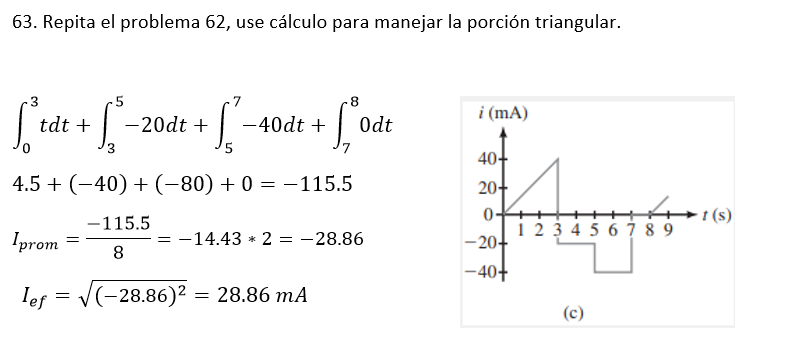 63. Repita el problema 62, use cálculo para manejar la porción triangular.
∫₀³ tdt + ∫₃⁵ −20dt + ∫₅⁷ −40dt + ∫₇⁸ 0dt
4.5 + (−40) + (−80) + 0 = −115.5
I_prom = −115.5/8 = −14.43 * 2 = −28.86
I_ef = √(−28.86)² = 28.86 mA
i (mA)
40
20
0
t (s)
1 2 3 4 5 6 7 8 9
−20
−40
(c)